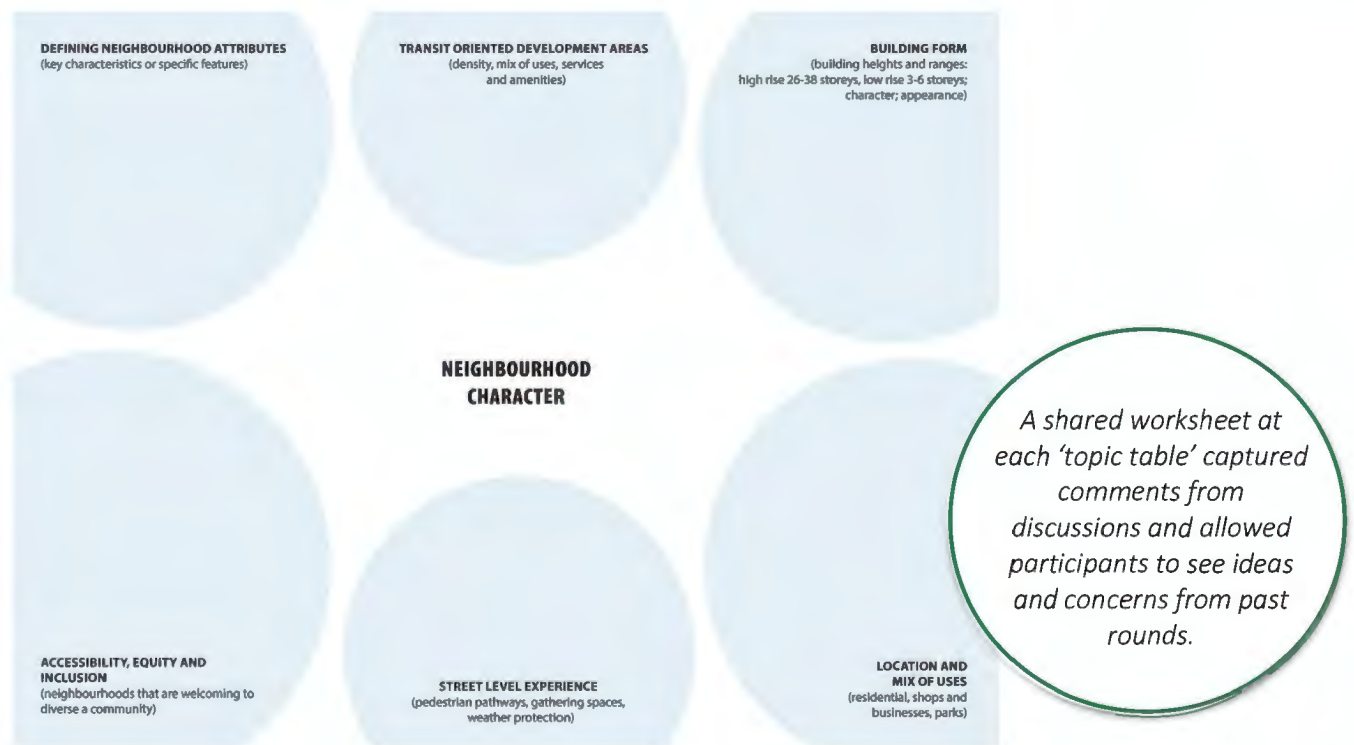 DEFINING NEIGHBOURHOOD ATTRIBUTES
(key characteristics or specific features)
TRANSIT ORIENTED DEVELOPMENT AREAS
(density, mix of uses, services
and amenities)
BUILDING FORM
(building heights and ranges:
high rise 26-38 storeys, low rise 3-6 storeys;
character; appearance)
NEIGHBOURHOOD
CHARACTER
A shared worksheet at
each ‘topic table’ captured
comments from
discussions and allowed
participants to see ideas
and concerns from past
rounds.
ACCESSIBILITY, EQUITY AND
INCLUSION
(neighbourhoods that are welcoming to
diverse a community)
STREET LEVEL EXPERIENCE
(pedestrian pathways, gathering spaces,
weather protection)
LOCATION AND
MIX OF USES
(residential, shops and
businesses, parks)